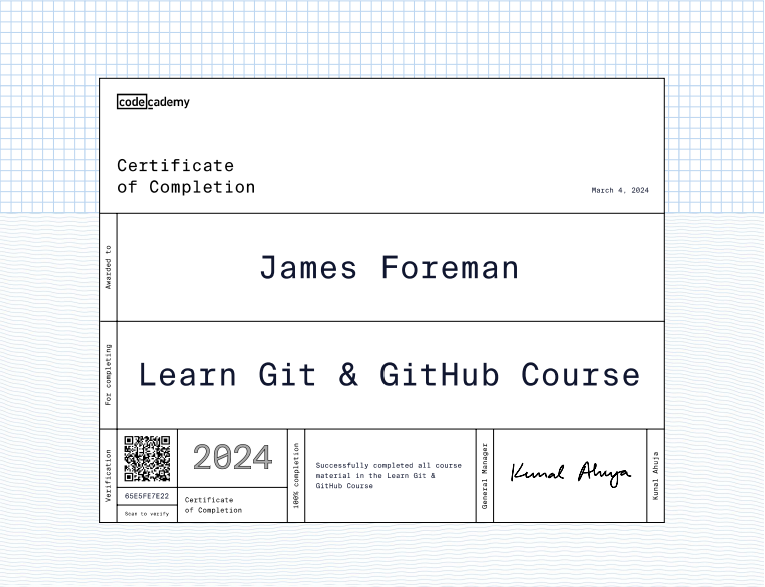 codecademy
Certificate
of Completion
March 4, 2024
Awarded to
James Foreman
For completing
Learn Git & GitHub Course
Verification
65E5FE7E22
Scan to verify
2024
Certificate
of Completion
100% completion
Successfully completed all course
material in the Learn Git &
GitHub Course
General Manager
Kunal Ahuja
Kunal Ahuja